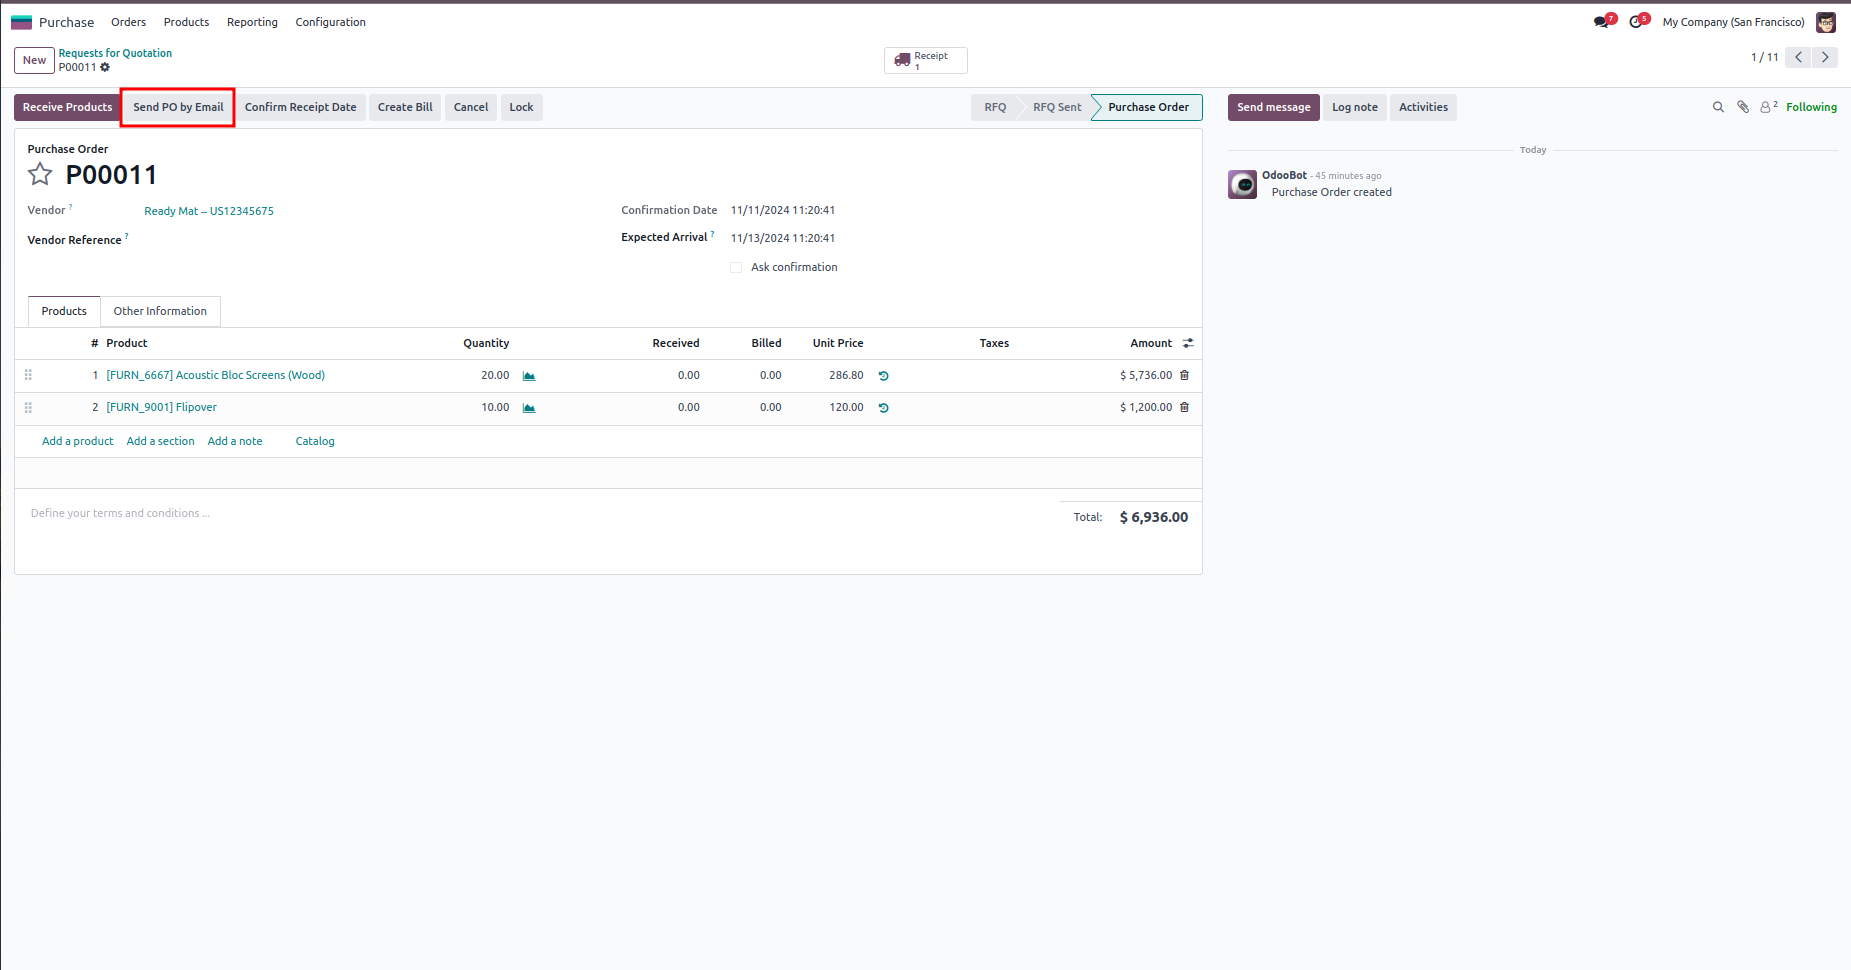 Purchase Orders Products Reporting Configuration 7 5 My Company (San Francisco)
New Requests for Quotation Receipt 1 / 11
P00011 1
Receive Products Send PO by Email Confirm Receipt Date Create Bill Cancel Lock RFQ RFQ Sent Purchase Order Send message Log note Activities 2 Following
Purchase Order Today
P00011
OdooBot - 45 minutes ago
Purchase Order created
Vendor ? Ready Mat – US12345675 Confirmation Date 11/11/2024 11:20:41
Vendor Reference ? Expected Arrival ? 11/13/2024 11:20:41
Ask confirmation
Products Other Information
# Product Quantity Received Billed Unit Price Taxes Amount
1 [FURN_6667] Acoustic Bloc Screens (Wood) 20.00 0.00 0.00 286.80 $ 5,736.00
2 [FURN_9001] Flipover 10.00 0.00 0.00 120.00 $ 1,200.00
Add a product Add a section Add a note Catalog
Define your terms and conditions ... Total: $ 6,936.00